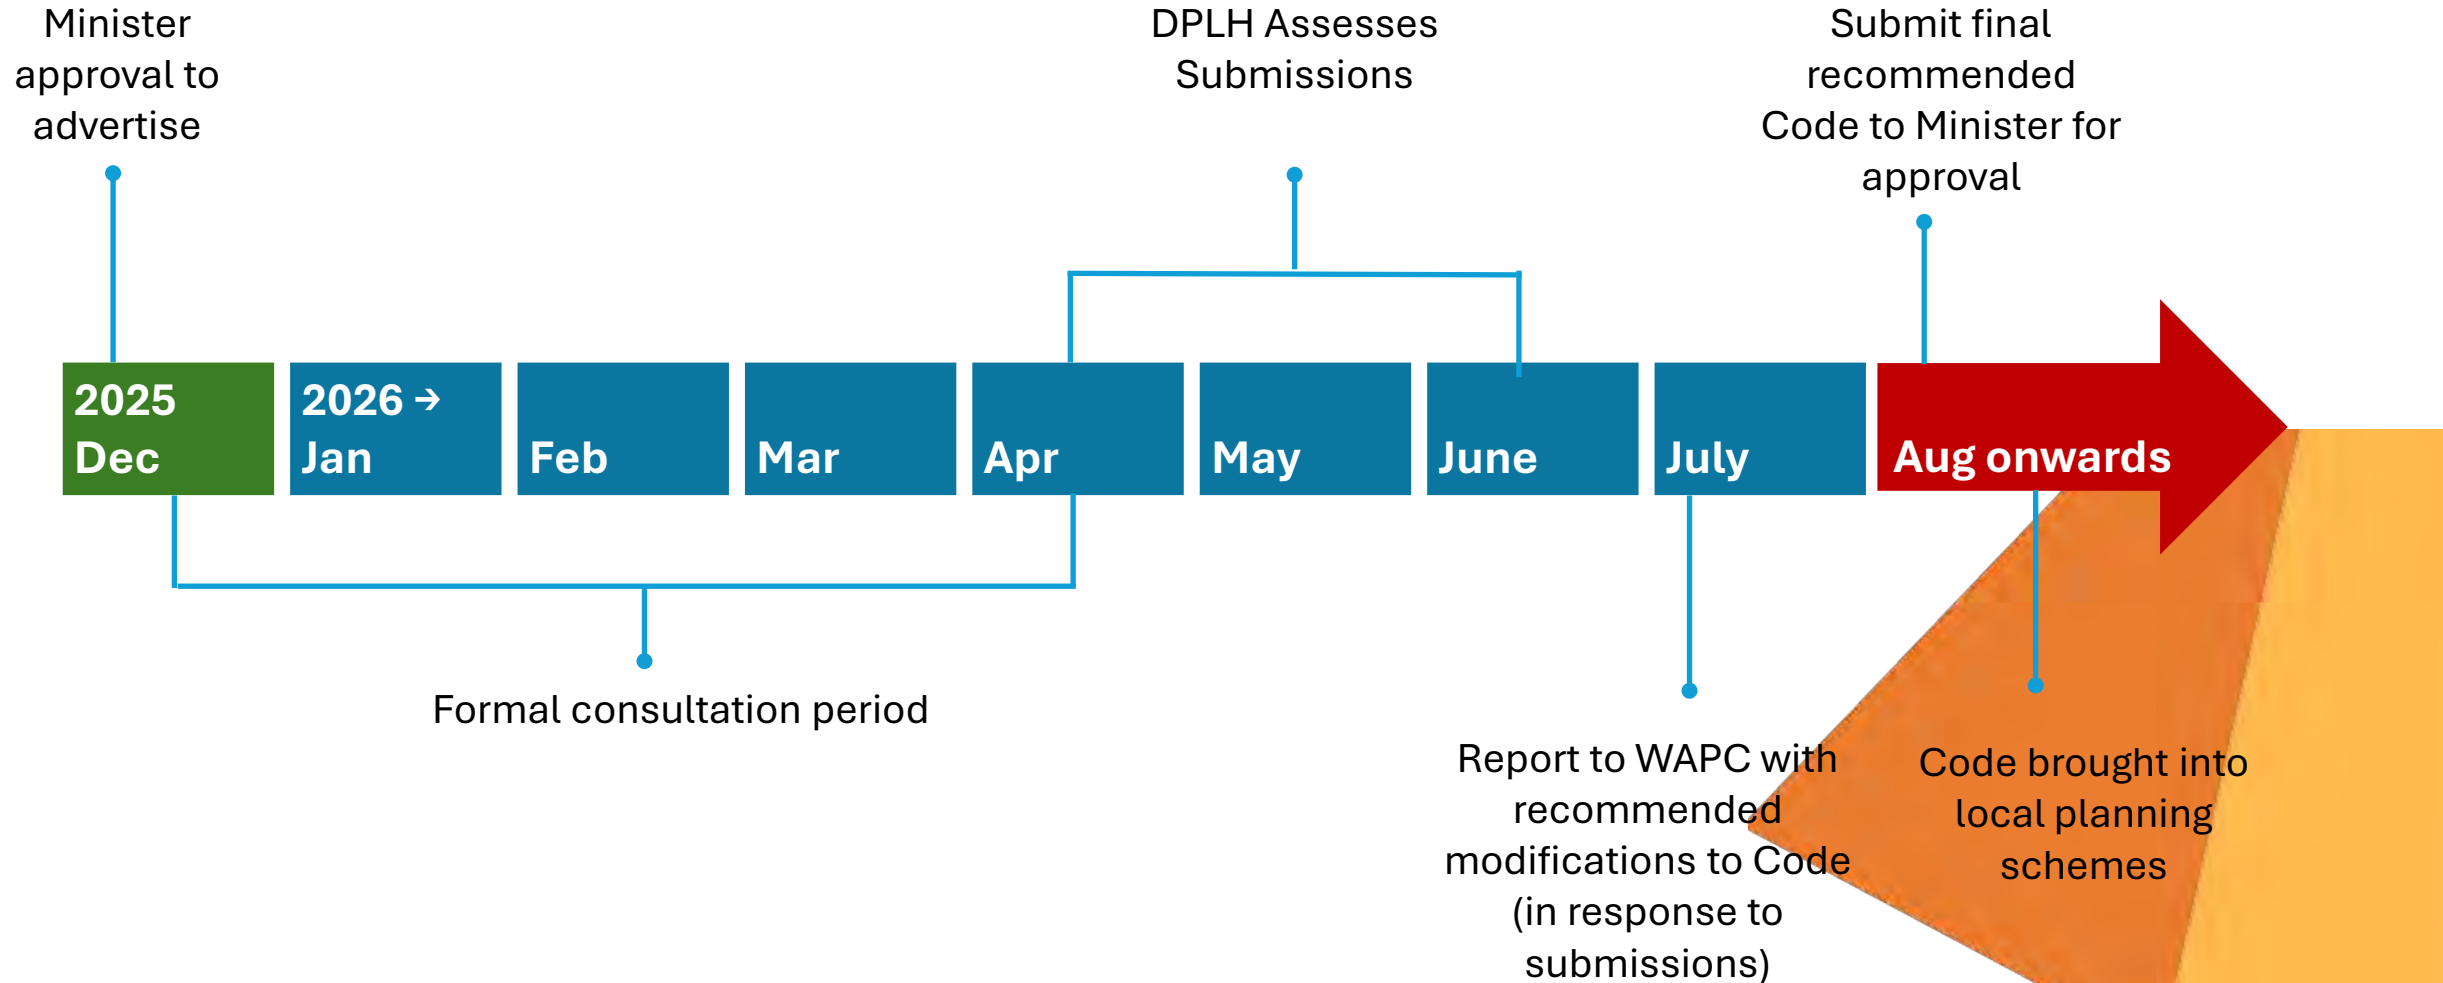 Minister
approval to
advertise
DPLH Assesses
Submissions
Submit final
recommended
Code to Minister for
approval
2025
Dec
2026 →
Jan
Feb
Mar
Apr
May
June
July
Aug onwards
Formal consultation period
Report to WAPC with
recommended
modifications to Code
(in response to
submissions)
Code brought into
local planning
schemes